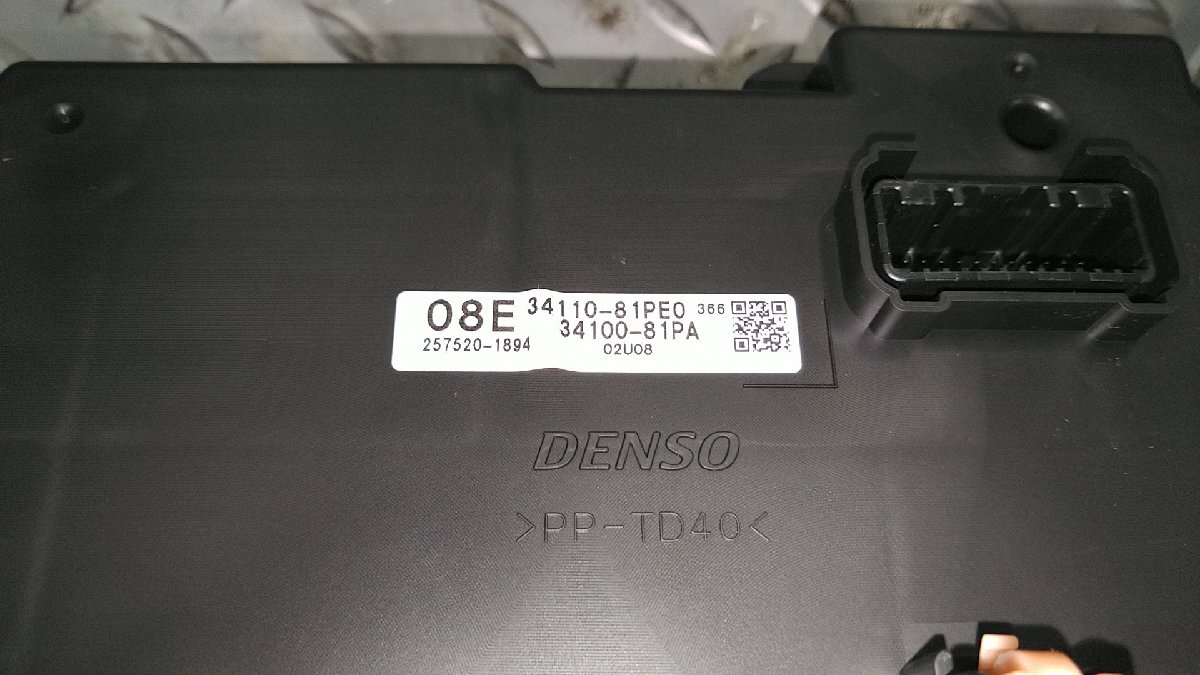 08E 34110-81PE0 366
34100-81PA
257520-1894 02U08
DENSO
>PP-TD40<